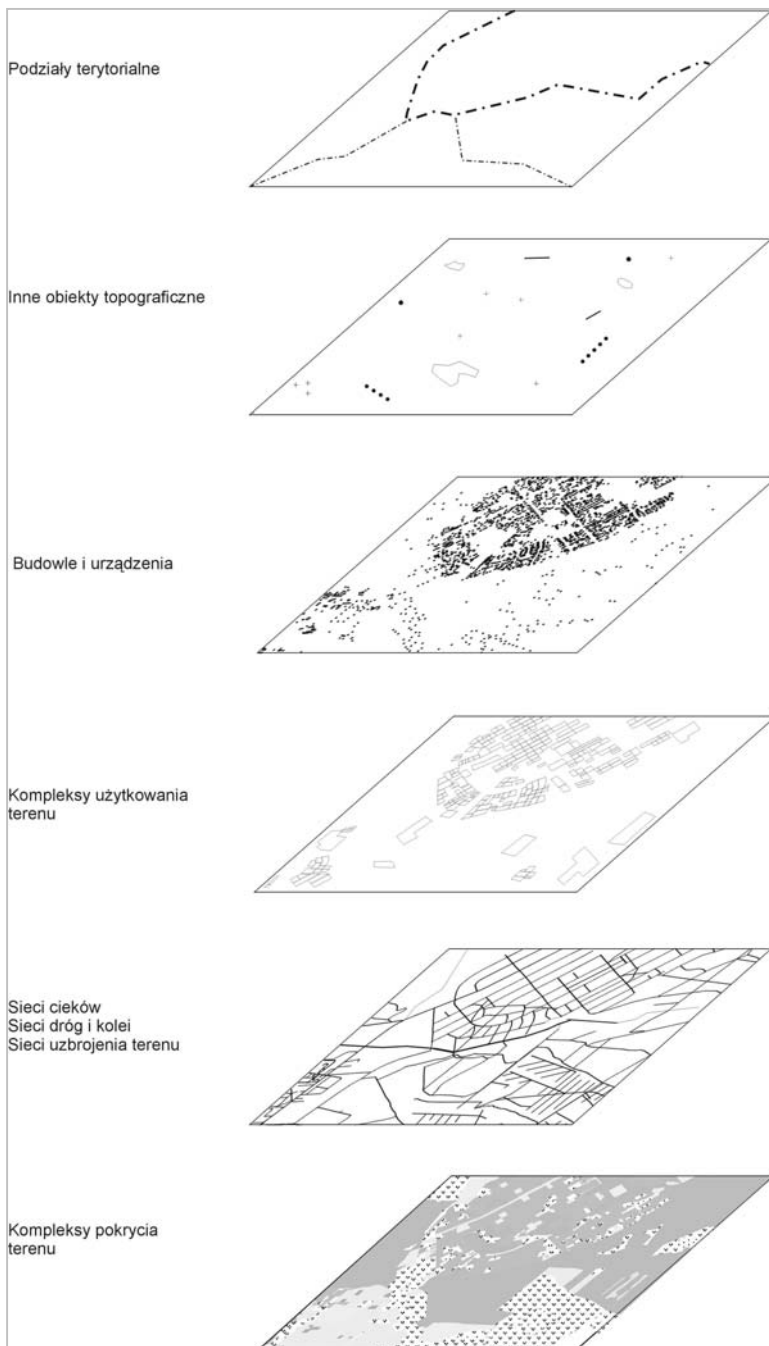 Podziały terytorialne
Inne obiekty topograficzne
Budowle i urządzenia
Kompleksy użytkowania
terenu
Sieci cieków
Sieci dróg i kolei
Sieci uzbrojenia terenu
Kompleksy pokrycia
terenu